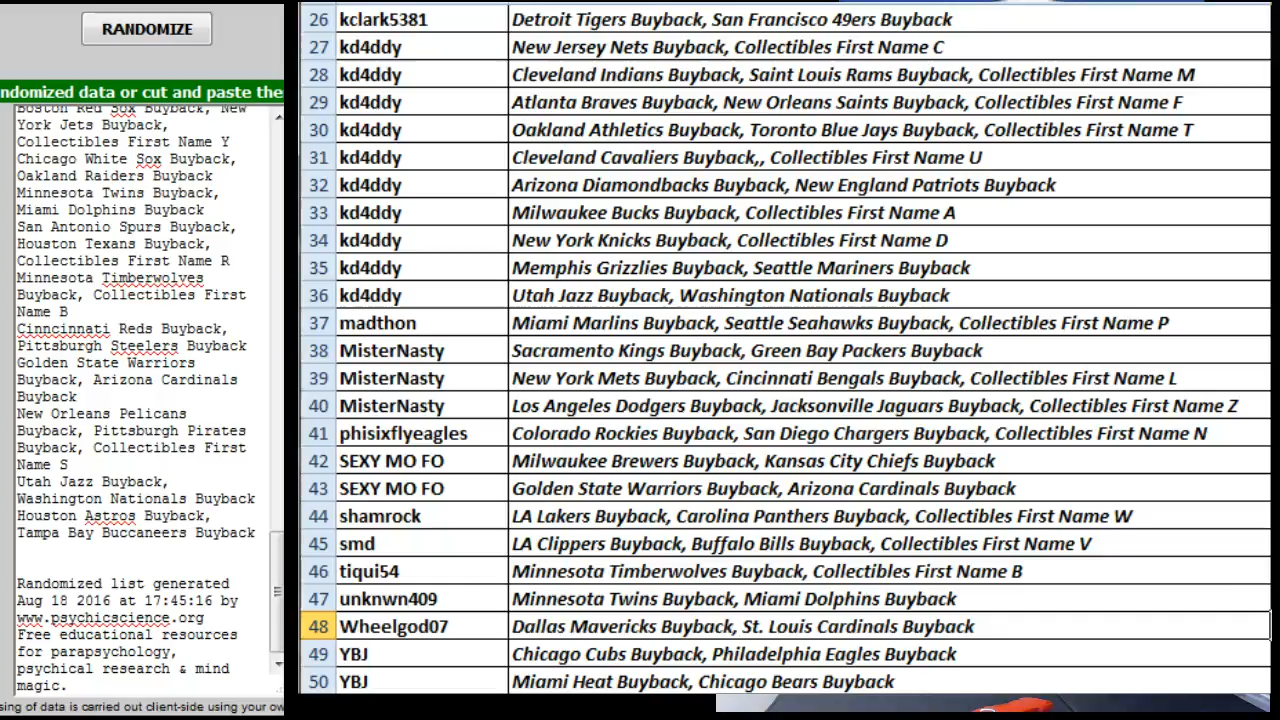 RANDOMIZE
ndomized data or cut and paste the
Boston Red Sox Buyback, New
York Jets Buyback,
Collectibles First Name Y
Chicago White Sox Buyback,
Oakland Raiders Buyback
Minnesota Twins Buyback,
Miami Dolphins Buyback
San Antonio Spurs Buyback,
Houston Texans Buyback,
Collectibles First Name R
Minnesota Timberwolves
Buyback, Collectibles First
Name B
Cinncinnati Reds Buyback,
Pittsburgh Steelers Buyback
Golden State Warriors
Buyback, Arizona Cardinals
Buyback
New Orleans Pelicans
Buyback, Pittsburgh Pirates
Buyback, Collectibles First
Name S
Utah Jazz Buyback,
Washington Nationals Buyback
Houston Astros Buyback,
Tampa Bay Buccaneers Buyback
Randomized list generated
Aug 18 2016 at 17:45:16 by
www.psychicscience.org
Free educational resources
for parapsychology,
psychical research & mind
magic.
sing of data is carried out client-side using your ow
26 kclark5381 Detroit Tigers Buyback, San Francisco 49ers Buyback
27 kd4ddy New Jersey Nets Buyback, Collectibles First Name C
28 kd4ddy Cleveland Indians Buyback, Saint Louis Rams Buyback, Collectibles First Name M
29 kd4ddy Atlanta Braves Buyback, New Orleans Saints Buyback, Collectibles First Name F
30 kd4ddy Oakland Athletics Buyback, Toronto Blue Jays Buyback, Collectibles First Name T
31 kd4ddy Cleveland Cavaliers Buyback,, Collectibles First Name U
32 kd4ddy Arizona Diamondbacks Buyback, New England Patriots Buyback
33 kd4ddy Milwaukee Bucks Buyback, Collectibles First Name A
34 kd4ddy New York Knicks Buyback, Collectibles First Name D
35 kd4ddy Memphis Grizzlies Buyback, Seattle Mariners Buyback
36 kd4ddy Utah Jazz Buyback, Washington Nationals Buyback
37 madthon Miami Marlins Buyback, Seattle Seahawks Buyback, Collectibles First Name P
38 MisterNasty Sacramento Kings Buyback, Green Bay Packers Buyback
39 MisterNasty New York Mets Buyback, Cincinnati Bengals Buyback, Collectibles First Name L
40 MisterNasty Los Angeles Dodgers Buyback, Jacksonville Jaguars Buyback, Collectibles First Name Z
41 phisixflyeagles Colorado Rockies Buyback, San Diego Chargers Buyback, Collectibles First Name N
42 SEXY MO FO Milwaukee Brewers Buyback, Kansas City Chiefs Buyback
43 SEXY MO FO Golden State Warriors Buyback, Arizona Cardinals Buyback
44 shamrock LA Lakers Buyback, Carolina Panthers Buyback, Collectibles First Name W
45 smd LA Clippers Buyback, Buffalo Bills Buyback, Collectibles First Name V
46 tiqui54 Minnesota Timberwolves Buyback, Collectibles First Name B
47 unknwn409 Minnesota Twins Buyback, Miami Dolphins Buyback
48 Wheelgod07 Dallas Mavericks Buyback, St. Louis Cardinals Buyback
49 YBJ Chicago Cubs Buyback, Philadelphia Eagles Buyback
50 YBJ Miami Heat Buyback, Chicago Bears Buyback